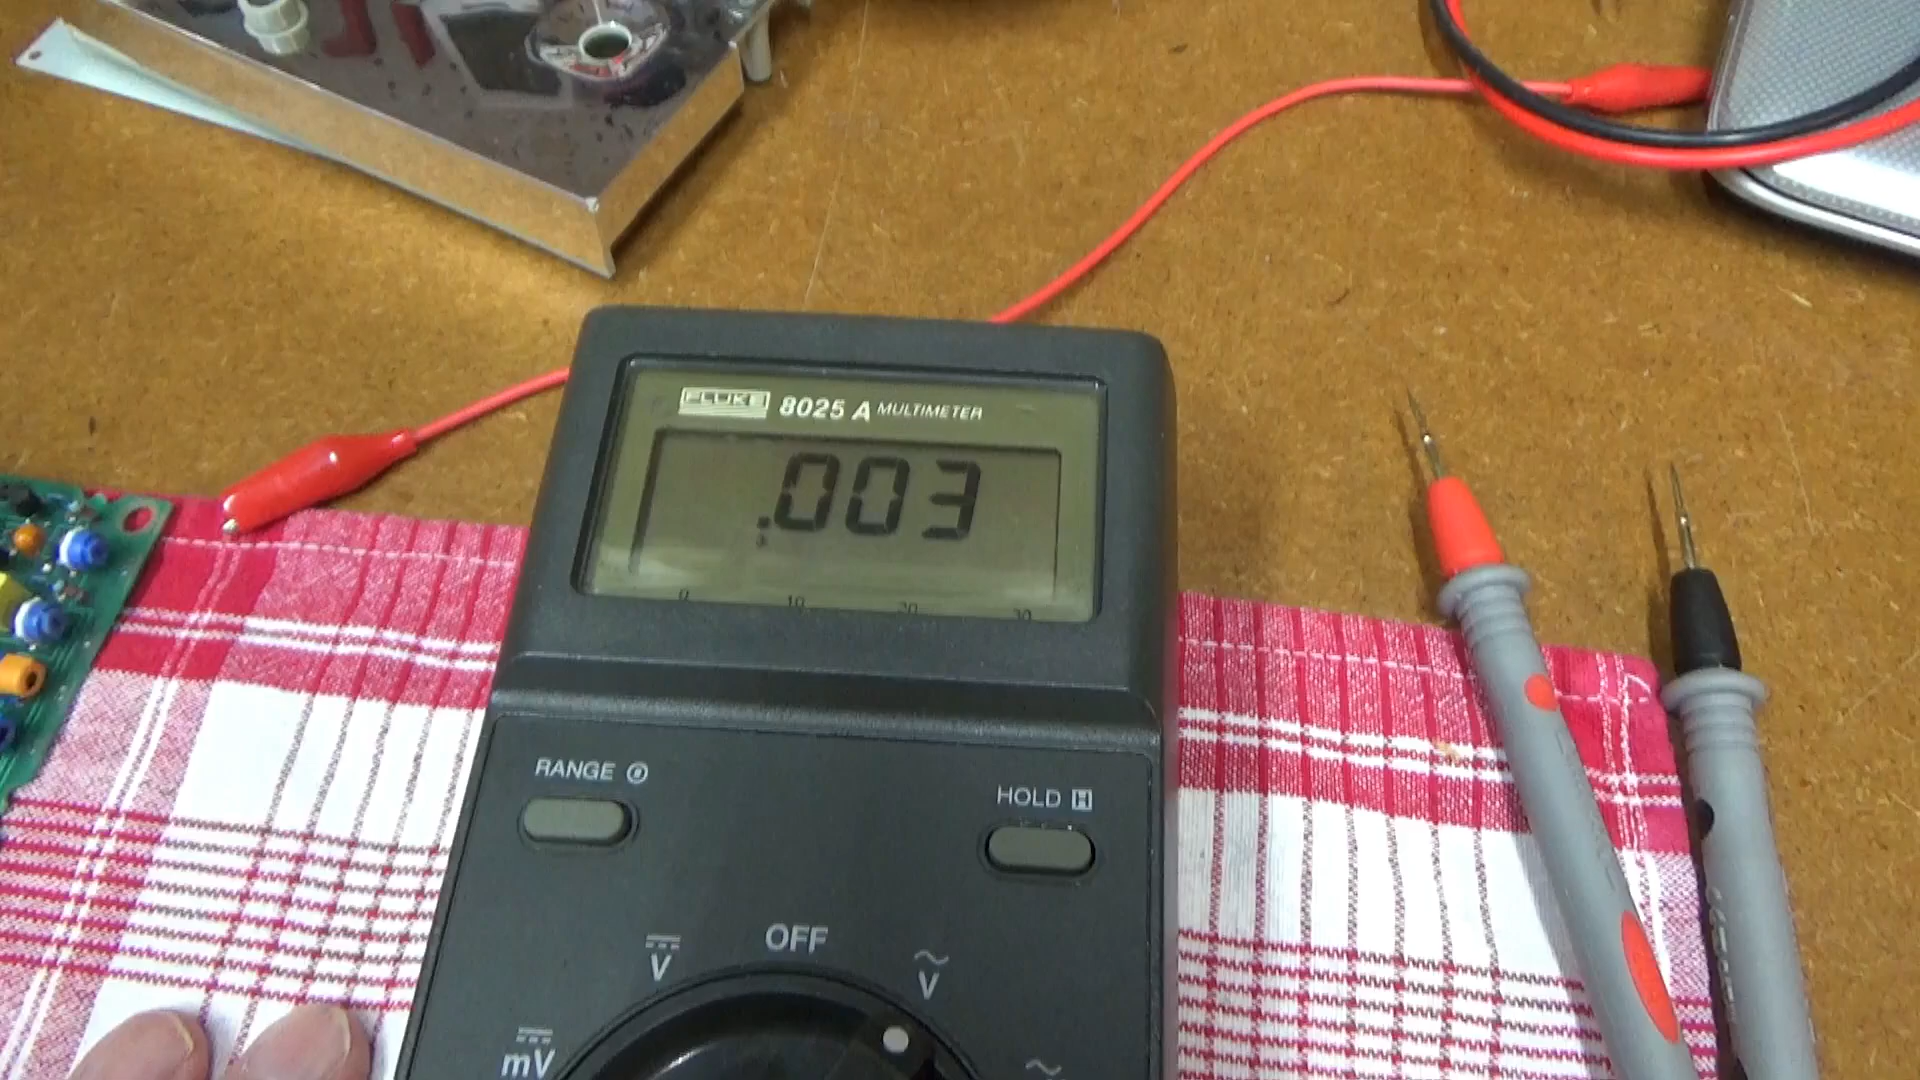 FLUKE 8025 A MULTIMETER
.003
0 10 20 30
RANGE
HOLD H
OFF
V
V
mV